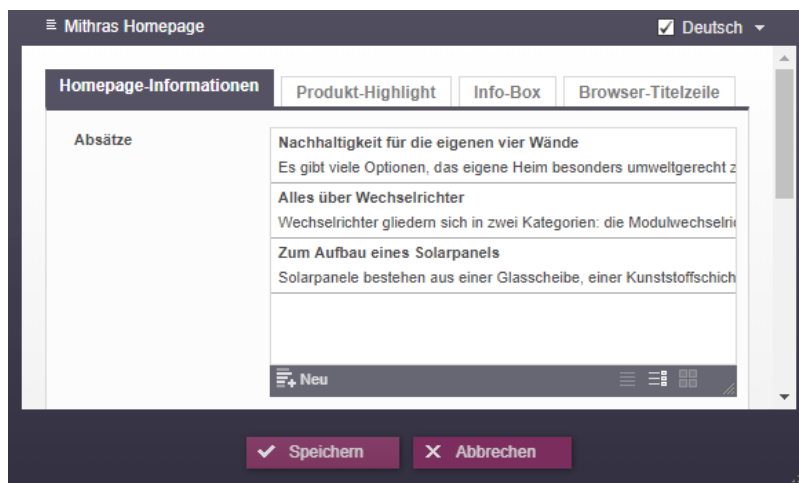 Mithras Homepage
Deutsch
Homepage-Informationen
Produkt-Highlight
Info-Box
Browser-Titelzeile
Absätze
Nachhaltigkeit für die eigenen vier Wände
Es gibt viele Optionen, das eigene Heim besonders umweltgerecht z
Alles über Wechselrichter
Wechselrichter gliedern sich in zwei Kategorien: die Modulwechselri
Zum Aufbau eines Solarpanels
Solarpanele bestehen aus einer Glasscheibe, einer Kunststoffschich
Neu
Speichern
Abbrechen